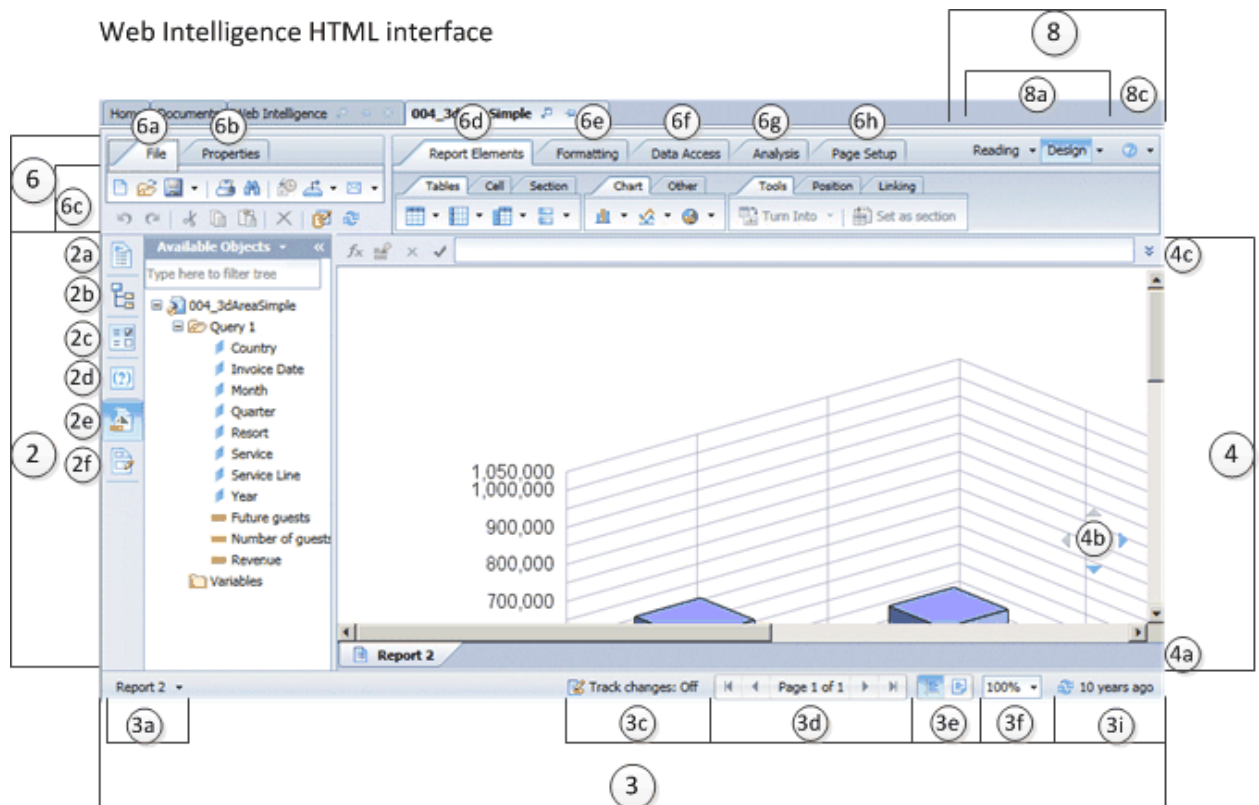 Web Intelligence HTML interface
8
8a
8c
Home Documents Web Intelligence 004_3d Simple
6a 6b 6d 6e 6f 6g 6h
File Properties Report Elements Formatting Data Access Analysis Page Setup Reading Design
6
6c
Tables Cell Section Chart Other Tools Position Linking
Turn Into Set as section
2a
Available Objects
fx
4c
Type here to filter tree
2b
004_3dAreaSimple
Query 1
2c
Country
Invoice Date
2d
Month
Quarter
2e
Resort
Service
2
2f
4
Service Line
1,050,000
Year
1,000,000
Future guests
900,000
Number of guests
4b
Revenue
800,000
Variables
700,000
Report 2
4a
Report 2 Track changes: Off Page 1 of 1 100% 10 years ago
3a 3c 3d 3e 3f 3i
3